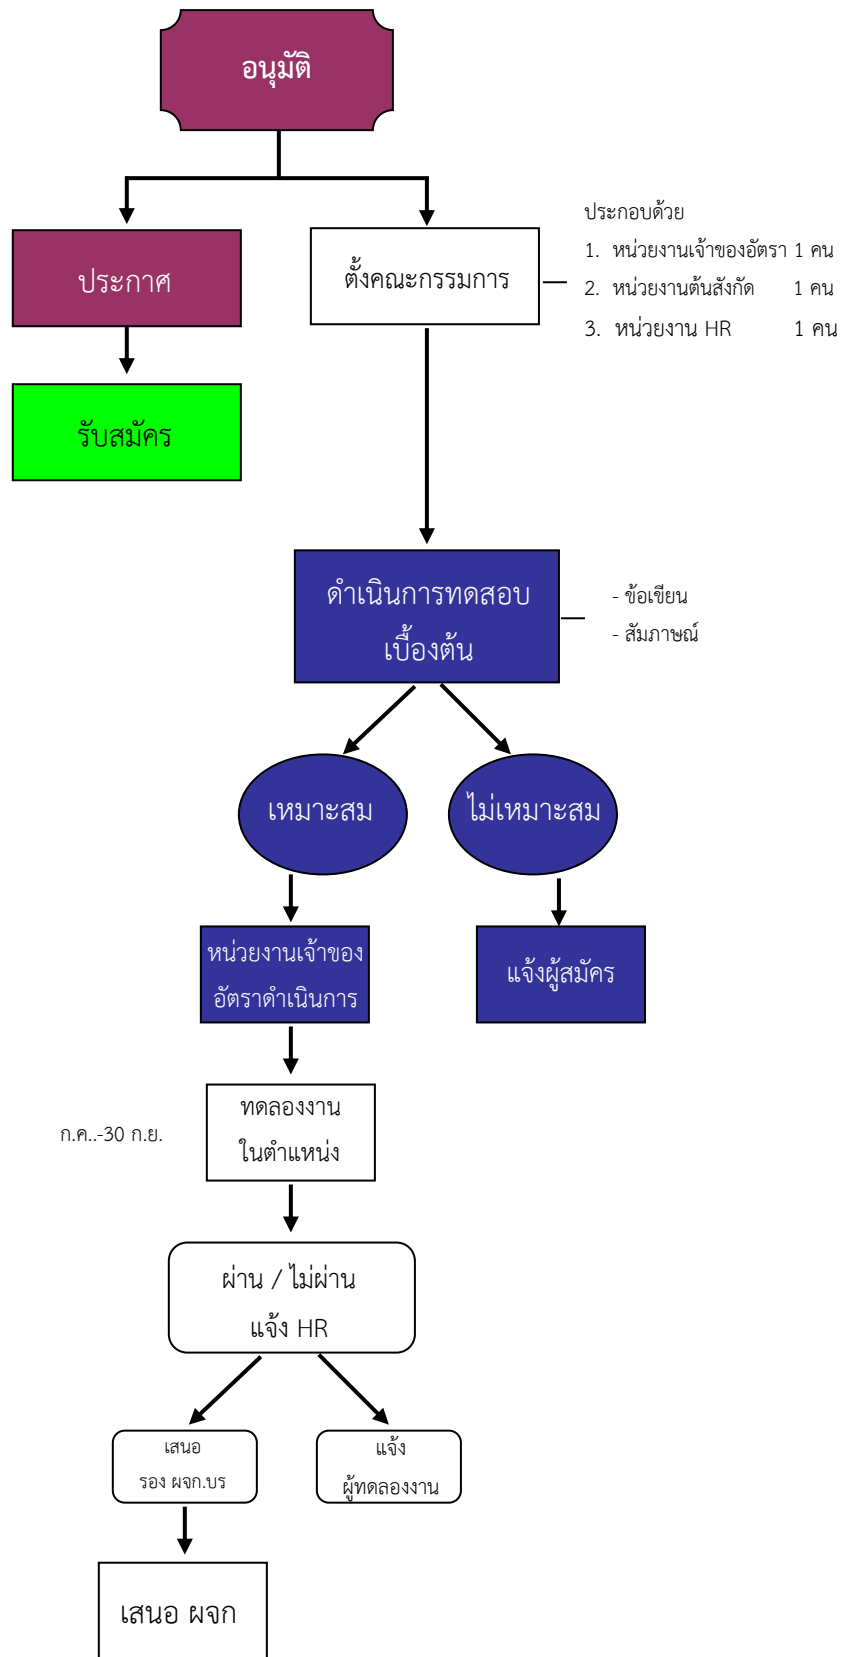 อนุมัติ
ประกอบด้วย
1. หน่วยงานเจ้าของอัตรา 1 คน
2. หน่วยงานต้นสังกัด 1 คน
3. หน่วยงาน HR 1 คน
ประกาศ
ตั้งคณะกรรมการ
รับสมัคร
ดำเนินการทดสอบ
เบื้องต้น
- ข้อเขียน
- สัมภาษณ์
เหมาะสม
ไม่เหมาะสม
หน่วยงานเจ้าของ
อัตราดำเนินการ
แจ้งผู้สมัคร
ก.ค..-30 ก.ย.
ทดลองงาน
ในตำแหน่ง
ผ่าน / ไม่ผ่าน
แจ้ง HR
เสนอ
รอง ผจก.บร
แจ้ง
ผู้ทดลองงาน
เสนอ ผจก